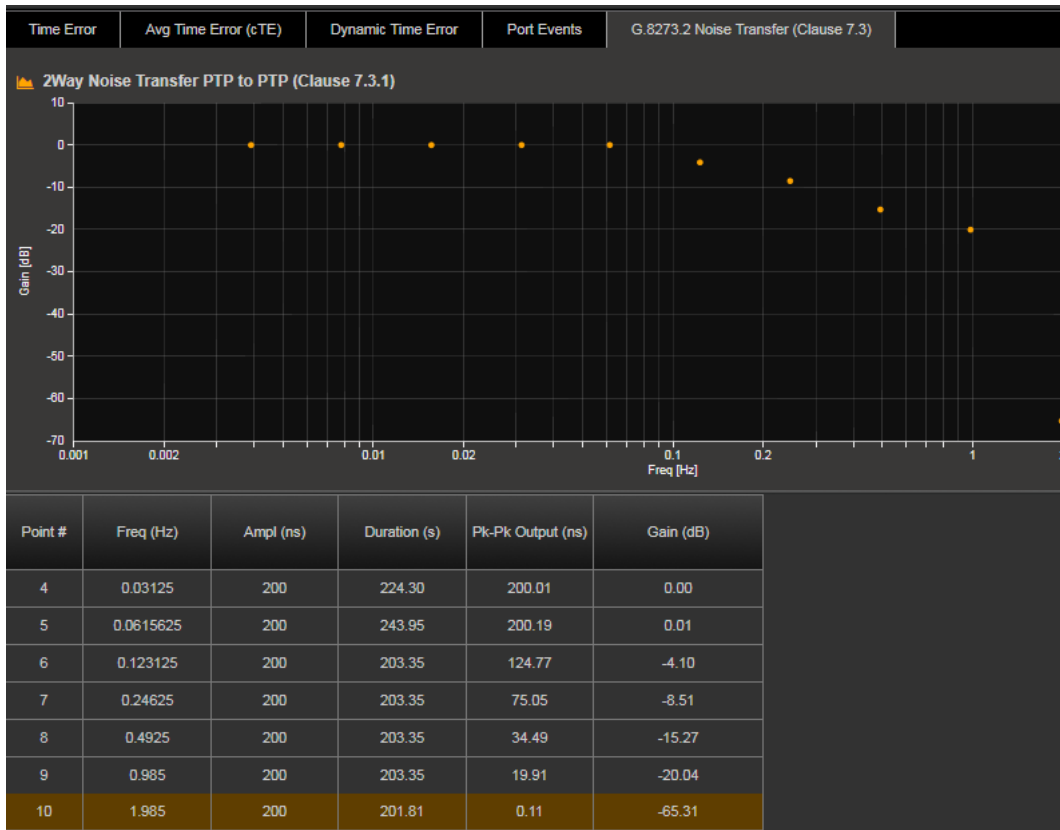 Time Error Avg Time Error (cTE) Dynamic Time Error Port Events G.8273.2 Noise Transfer (Clause 7.3)
2Way Noise Transfer PTP to PTP (Clause 7.3.1)
10
0
-10
-20
-30
-40
-50
-60
-70
Gain [dB]
0.001 0.002 0.01 0.02 0.1 0.2 1
Freq [Hz]
Point # Freq (Hz) Ampl (ns) Duration (s) Pk-Pk Output (ns) Gain (dB)
4 0.03125 200 224.30 200.01 0.00
5 0.0615625 200 243.95 200.19 0.01
6 0.123125 200 203.35 124.77 -4.10
7 0.24625 200 203.35 75.05 -8.51
8 0.4925 200 203.35 34.49 -15.27
9 0.985 200 203.35 19.91 -20.04
10 1.985 200 201.81 0.11 -65.31